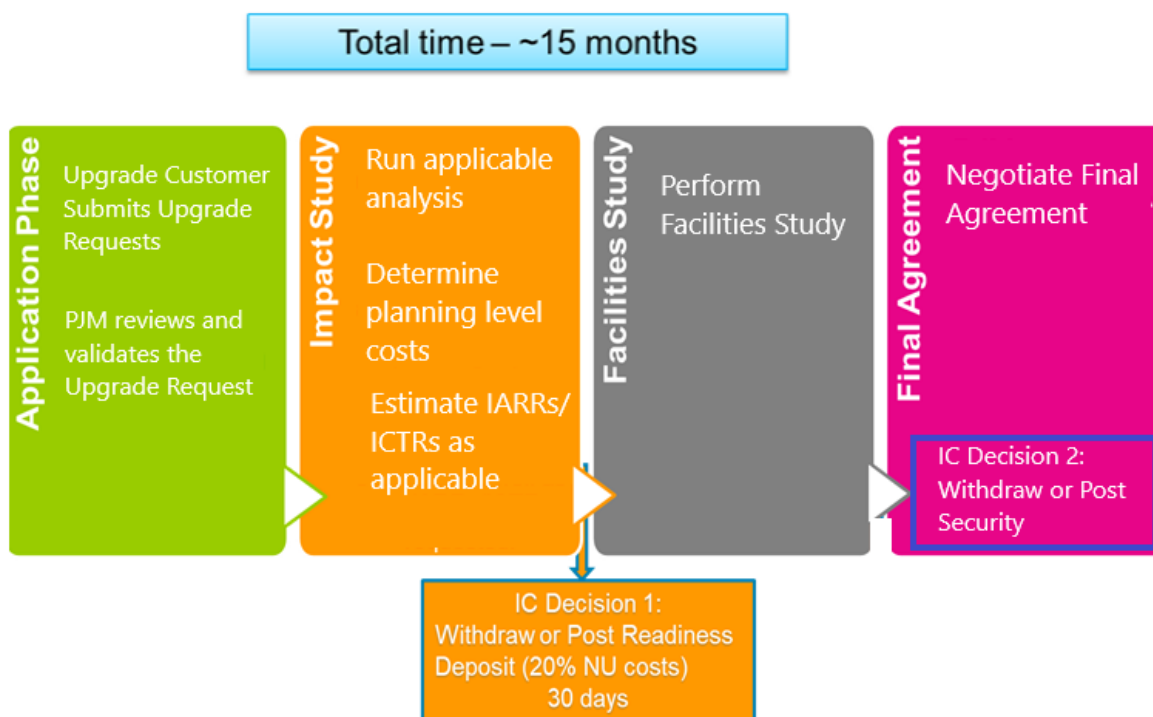 Total time – ~15 months
Application Phase
Upgrade Customer
Submits Upgrade
Requests
PJM reviews and
validates the
Upgrade Request
Impact Study
Run applicable
analysis
Determine
planning level
costs
Estimate IARRs/
ICTRs as
applicable
Facilities Study
Perform
Facilities Study
Final Agreement
Negotiate Final
Agreement
IC Decision 2:
Withdraw or Post
Security
IC Decision 1:
Withdraw or Post Readiness
Deposit (20% NU costs)
30 days